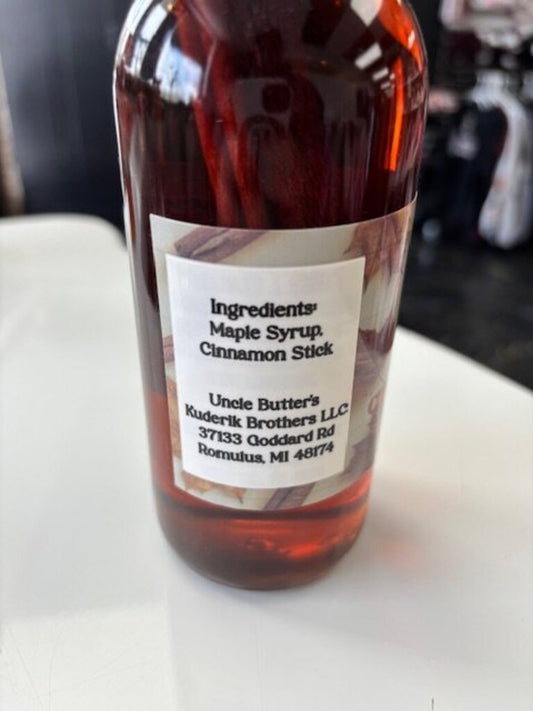 Ingredients:
Maple Syrup,
Cinnamon Stick
Uncle Butter's
Kuderik Brothers LLC
37133 Goddard Rd
Romulus, MI 48174